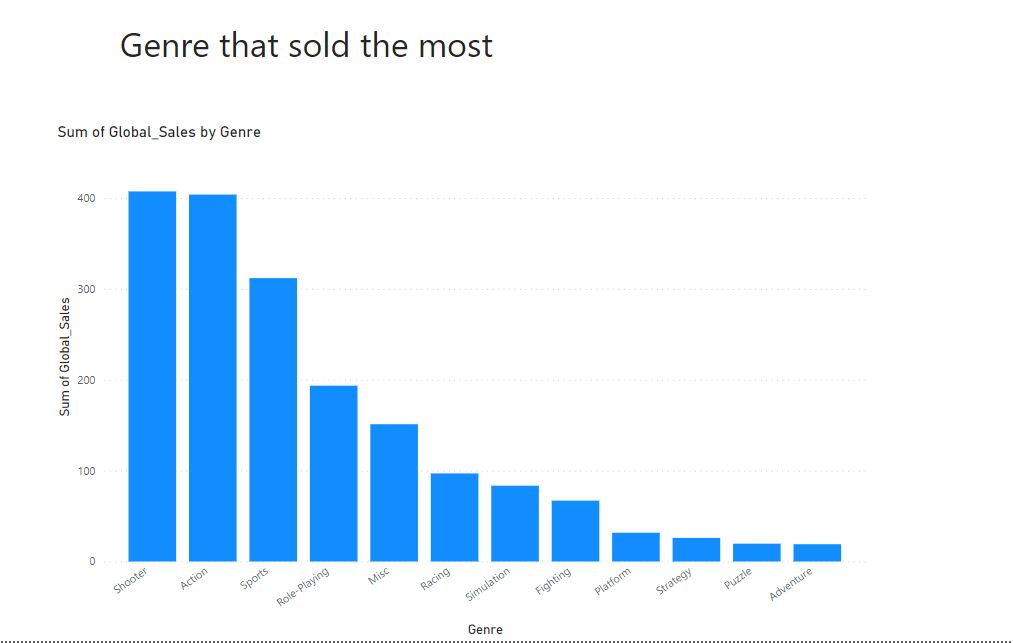 Genre that sold the most
Sum of Global_Sales by Genre
Sum of Global_Sales
400
300
200
100
0
Shooter
Action
Sports
Role-Playing
Misc
Racing
Simulation
Fighting
Platform
Strategy
Puzzle
Adventure
Genre